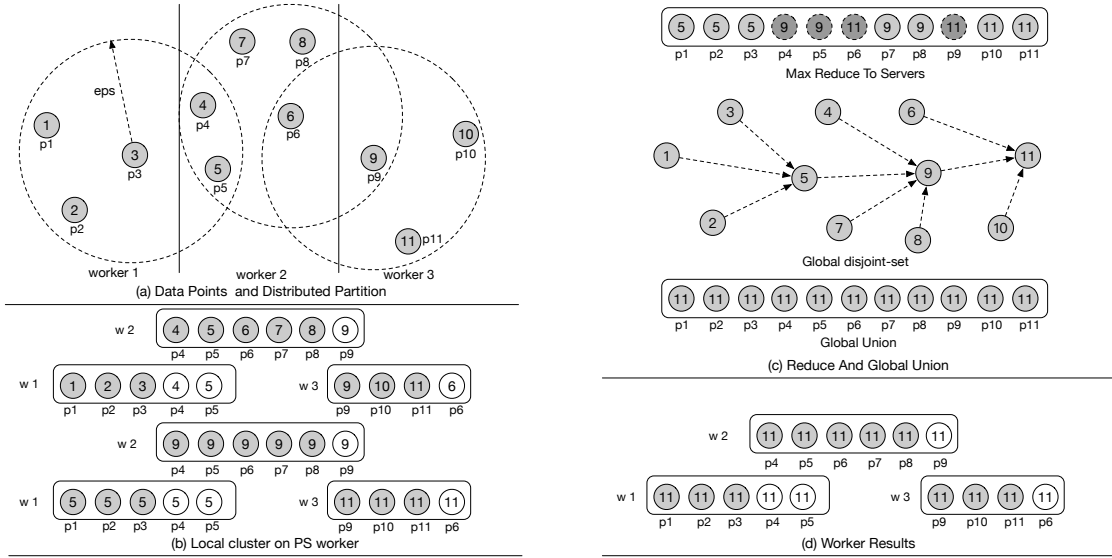 7
8
p7
p8
eps
4
p4
1
p1
6
p6
10
p10
3
p3
9
p9
5
p5
2
p2
11 p11
worker 1
worker 2
worker 3
(a) Data Points and Distributed Partition
w 2
4 5 6 7 8 9
p4 p5 p6 p7 p8 p9
w 1
1 2 3 4 5
p1 p2 p3 p4 p5
w 3
9 10 11 6
p9 p10 p11 p6
w 2
9 9 9 9 9 9
p4 p5 p6 p7 p8 p9
w 1
5 5 5 5 5
p1 p2 p3 p4 p5
w 3
11 11 11 11
p9 p10 p11 p6
(b) Local cluster on PS worker
5 5 5 9 9 11 9 9 11 11 11
p1 p2 p3 p4 p5 p6 p7 p8 p9 p10 p11
Max Reduce To Servers
3
4
6
1
11
5
9
2
7
10
8
Global disjoint-set
11 11 11 11 11 11 11 11 11 11 11
p1 p2 p3 p4 p5 p6 p7 p8 p9 p10 p11
Global Union
(c) Reduce And Global Union
w 2
11 11 11 11 11 11
p4 p5 p6 p7 p8 p9
w 1
11 11 11 11 11
p1 p2 p3 p4 p5
w 3
11 11 11 11
p9 p10 p11 p6
(d) Worker Results